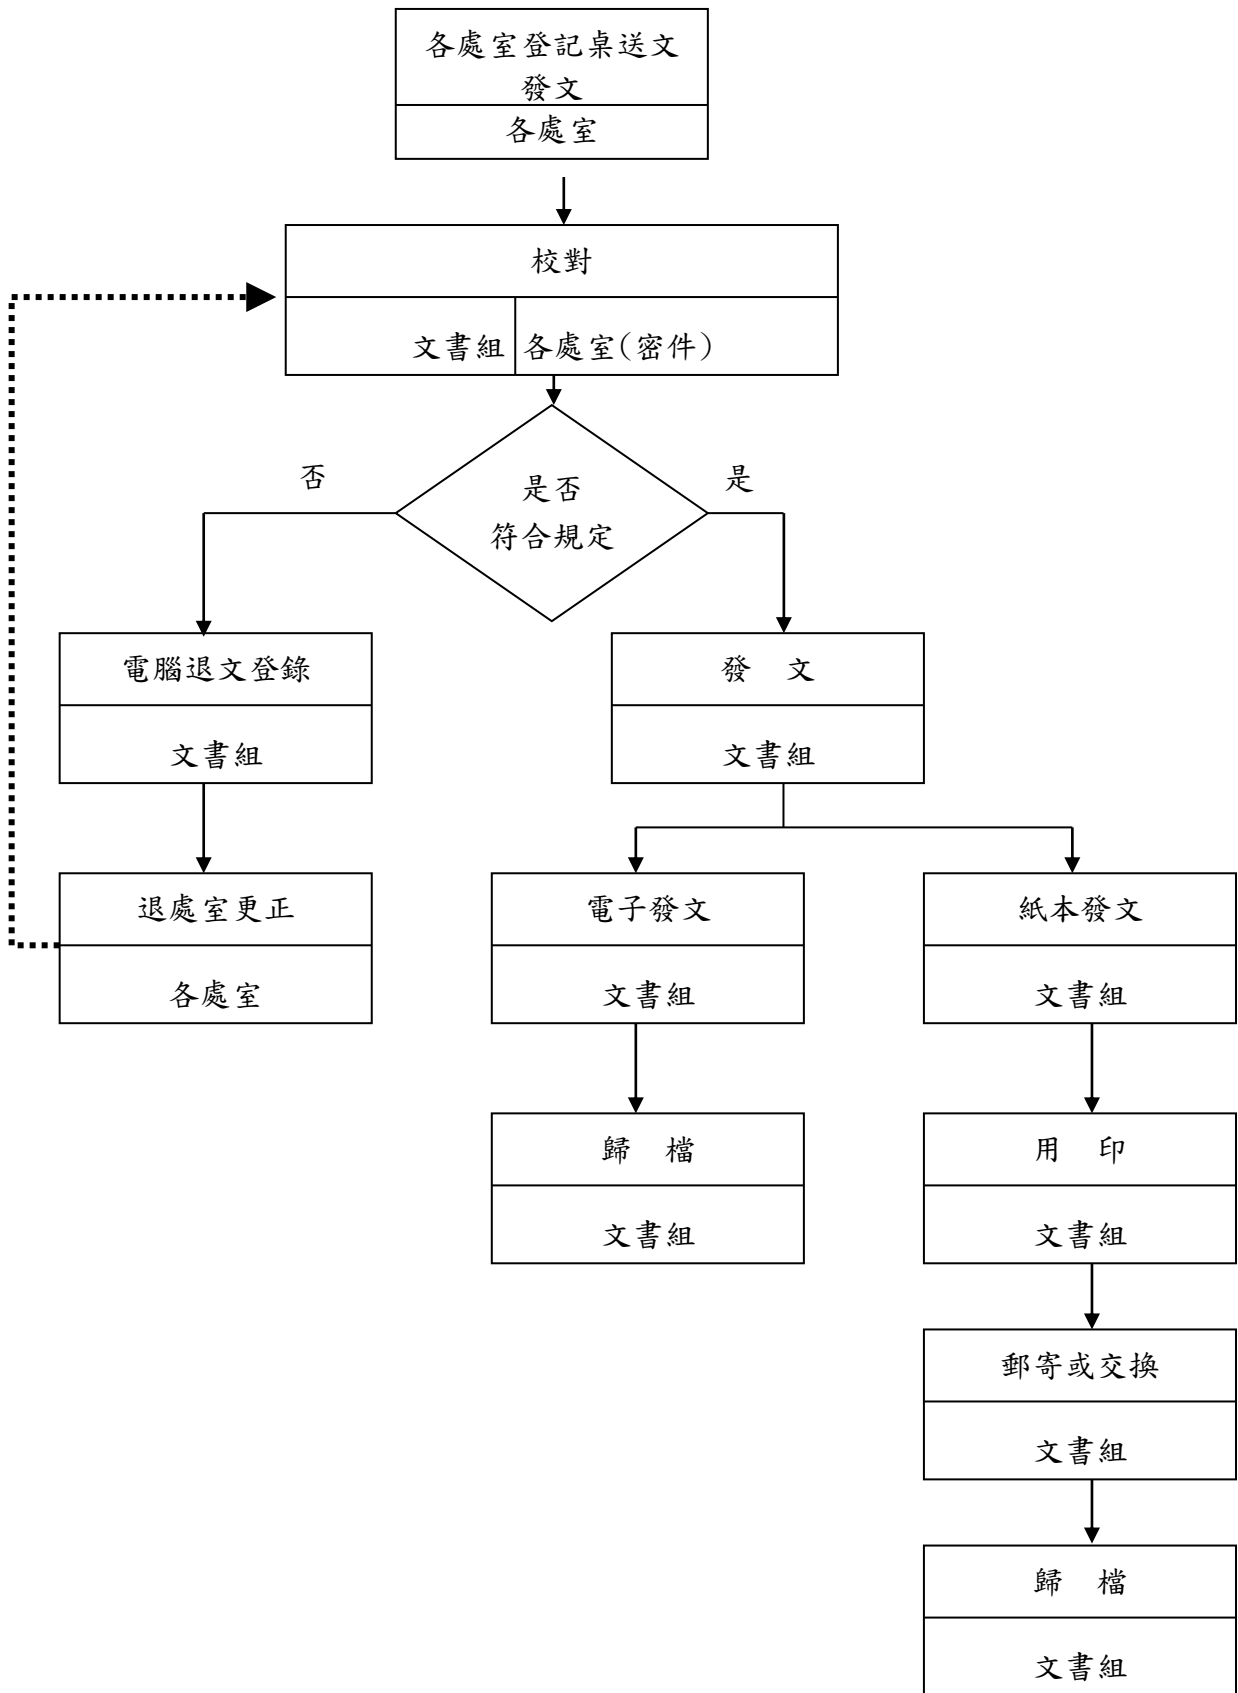 各處室登記桌送文
發文
各處室
校對
文書組 各處室(密件)
否
是
是否
符合規定
電腦退文登錄
文書組
發　文
文書組
退處室更正
各處室
電子發文
文書組
紙本發文
文書組
歸　檔
文書組
用　印
文書組
郵寄或交換
文書組
歸　檔
文書組